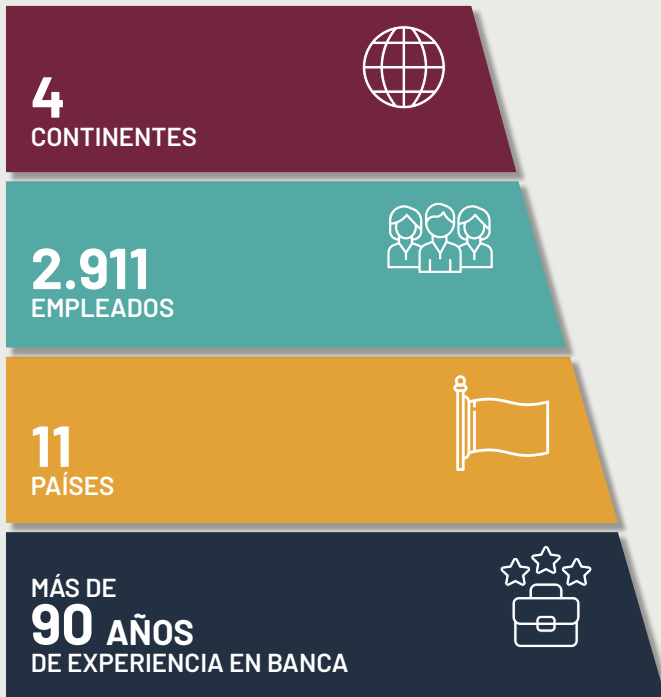 4
CONTINENTES
2.911
EMPLEADOS
11
PAÍSES
MÁS DE
90 AÑOS
DE EXPERIENCIA EN BANCA